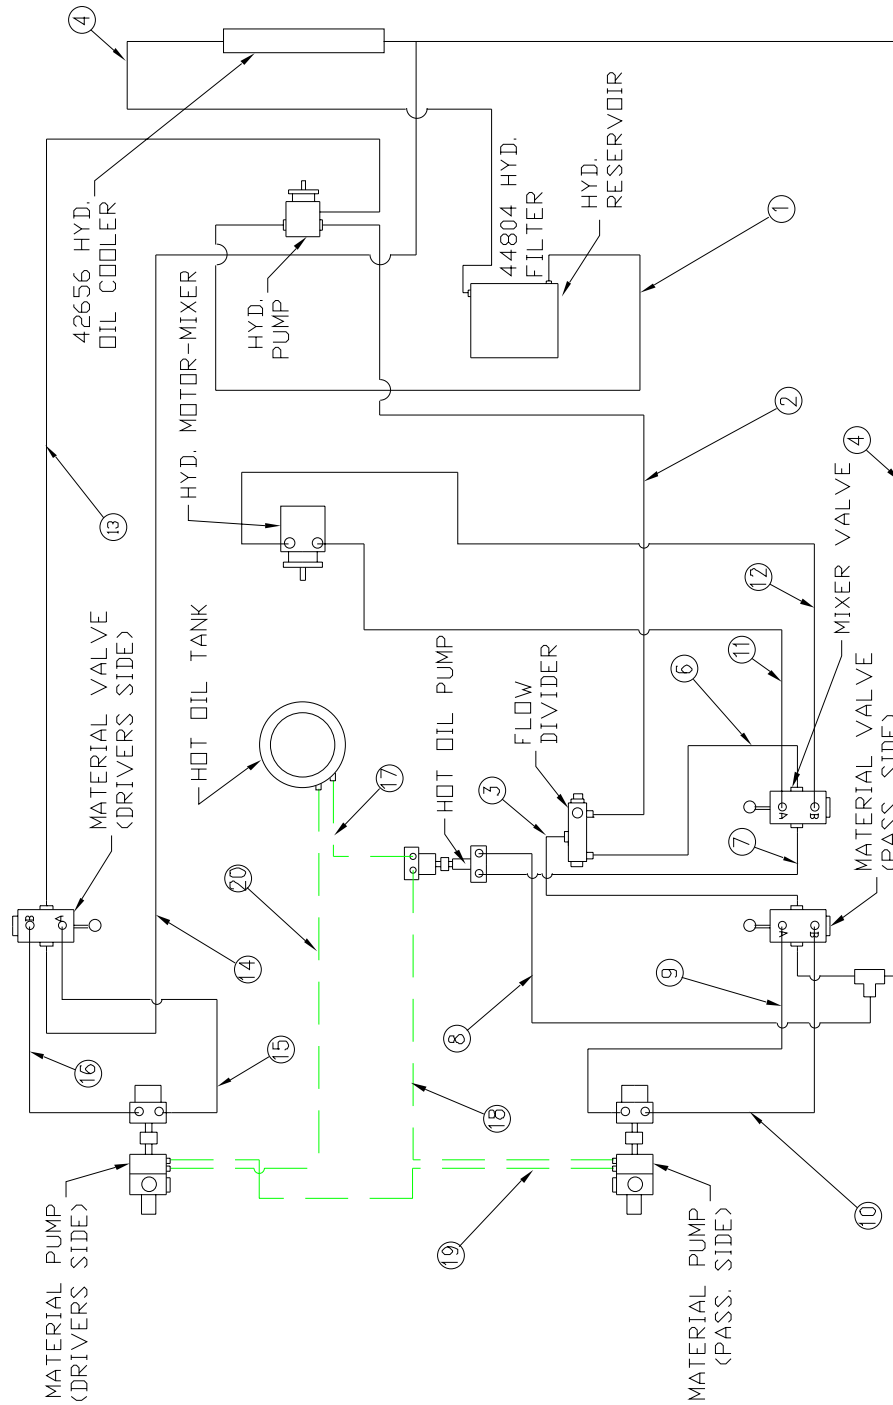 4
42656 HYD.
OIL COOLER
HYD.
PUMP
44804 HYD.
FILTER
HYD.
RESERVOIR
1
2
13
HYD. MOTOR-MIXER
4
MATERIAL VALVE
(DRIVERS SIDE)
HOT OIL TANK
HOT OIL PUMP
FLOW
DIVIDER
MIXER VALVE
MATERIAL VALVE
(PASS. SIDE)
12
11
6
17
3
7
20
B
A
A
B
A
B
14
9
8
16
15
18
19
10
MATERIAL PUMP
(DRIVERS SIDE)
MATERIAL PUMP
(PASS. SIDE)